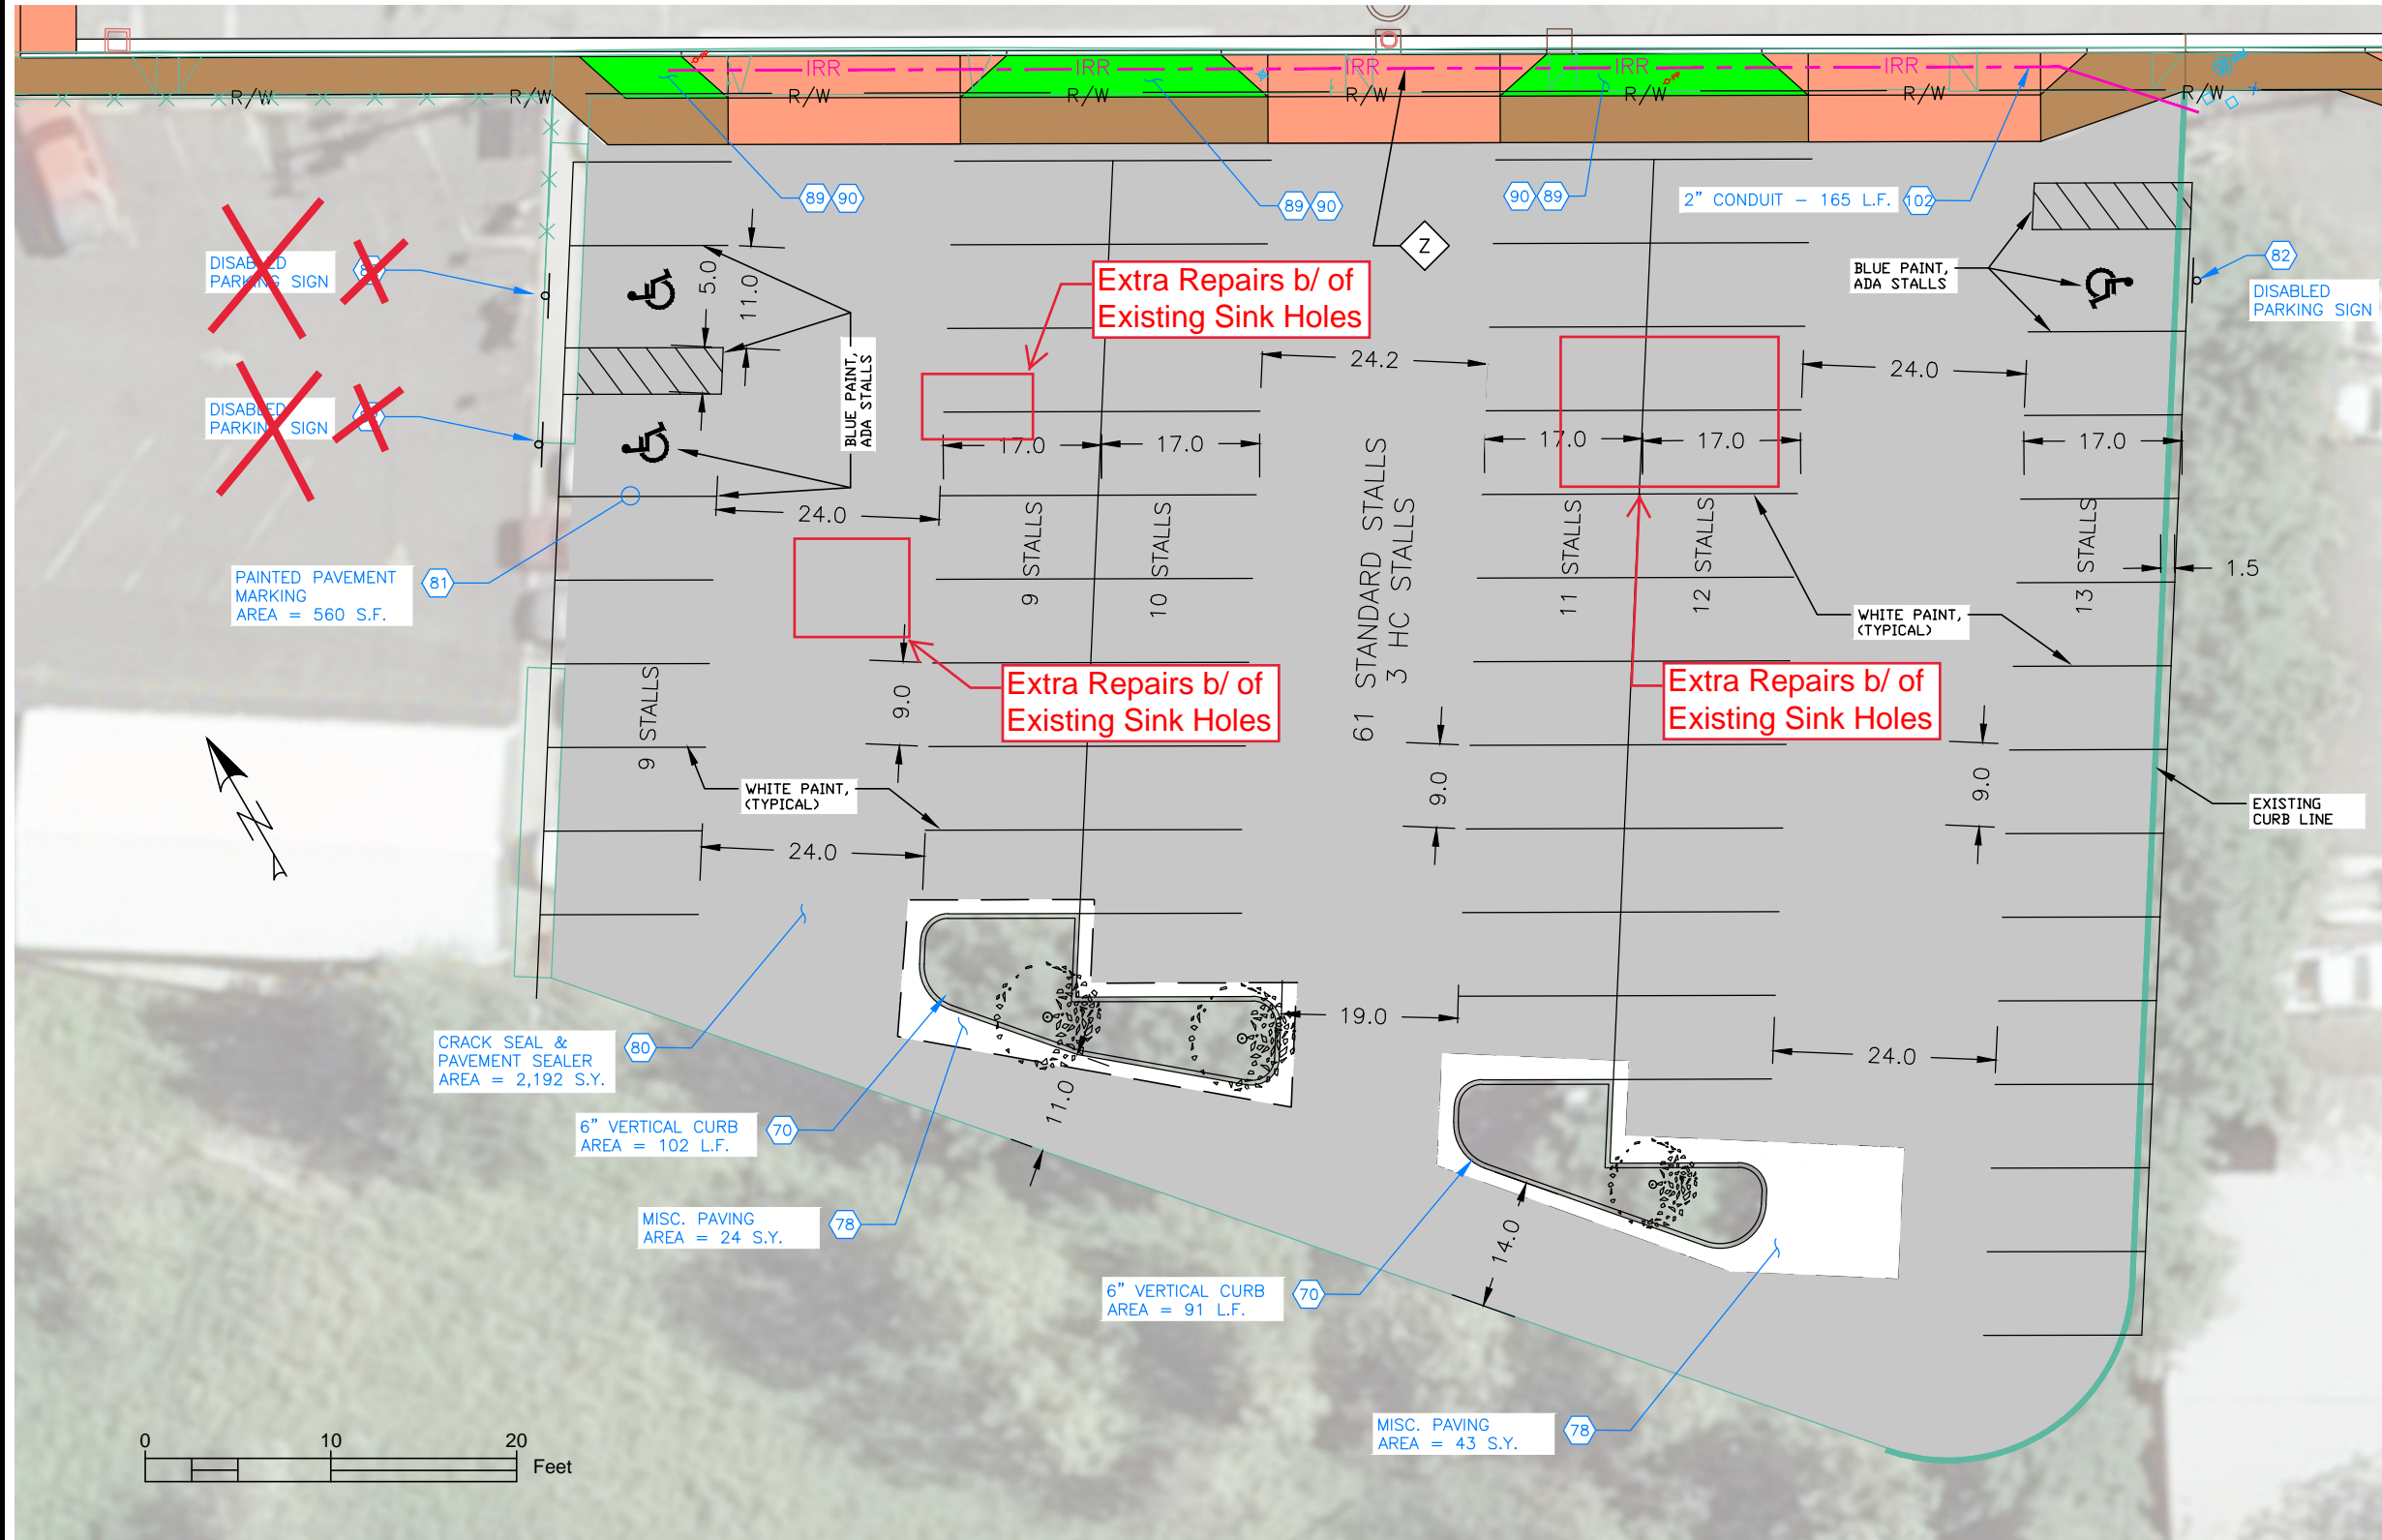 IRR
IRR
IRR
IRR
IRR
R/W
R/W
R/W
R/W
R/W
R/W
R/W
R/W
89
90
89
90
90
89
2" CONDUIT – 165 L.F.
102
Z
DISABLED
PARKING SIGN
DISABLED
PARKING SIGN
5.0
11.0
BLUE PAINT,
ADA STALLS
Extra Repairs b/ of
Existing Sink Holes
BLUE PAINT,
ADA STALLS
82
DISABLED
PARKING SIGN
24.2
24.0
17.0
17.0
17.0
17.0
17.0
24.0
9 STALLS
10 STALLS
61 STANDARD STALLS
3 HC STALLS
11 STALLS
12 STALLS
13 STALLS
1.5
PAINTED PAVEMENT
MARKING
AREA = 560 S.F.
81
WHITE PAINT,
(TYPICAL)
9 STALLS
9.0
Extra Repairs b/ of
Existing Sink Holes
Extra Repairs b/ of
Existing Sink Holes
WHITE PAINT,
(TYPICAL)
9.0
9.0
EXISTING
CURB LINE
24.0
N
CRACK SEAL &
PAVEMENT SEALER
AREA = 2,192 S.Y.
80
19.0
24.0
11.0
6" VERTICAL CURB
AREA = 102 L.F.
70
MISC. PAVING
AREA = 24 S.Y.
78
14.0
6" VERTICAL CURB
AREA = 91 L.F.
70
MISC. PAVING
AREA = 43 S.Y.
78
0 10 20
Feet